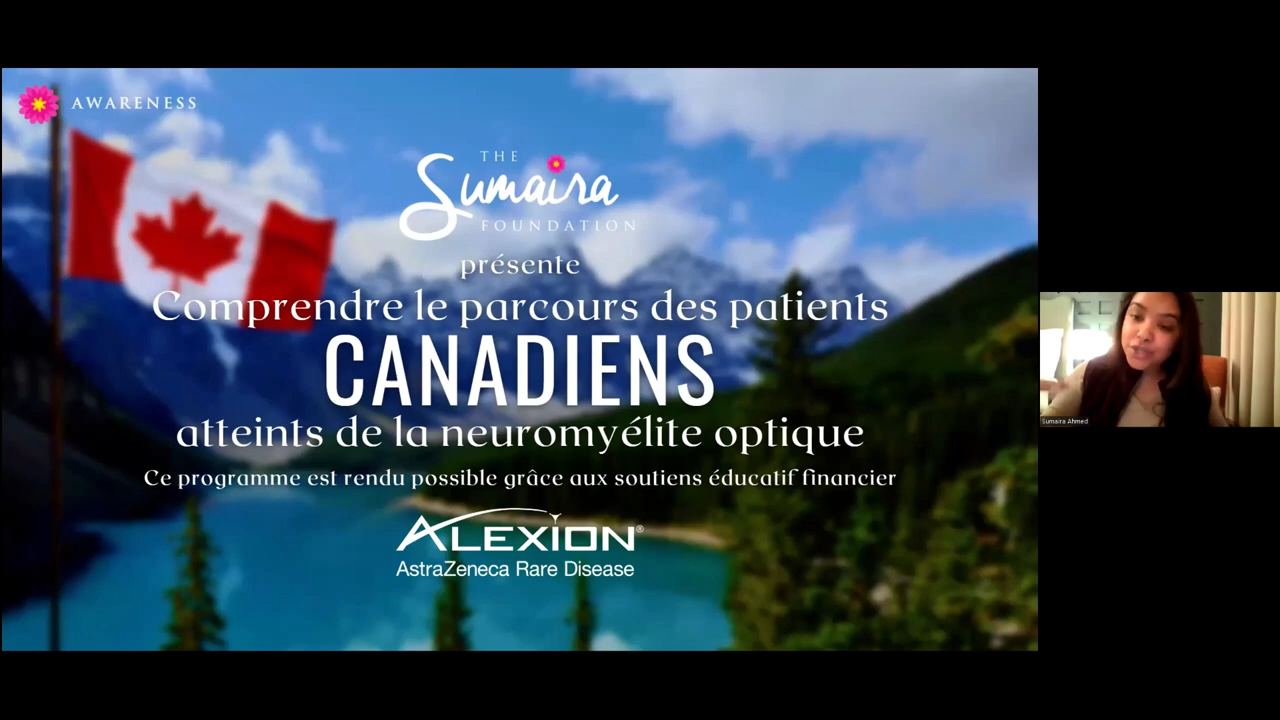 AWARENESS
THE
Sumaira
FOUNDATION
présente
Comprendre le parcours des patients
CANADIENS
atteints de la neuromyélite optique
Ce programme est rendu possible grâce aux soutiens éducatif financier
ALEXION®
AstraZeneca Rare Disease
Sumaira Ahmed